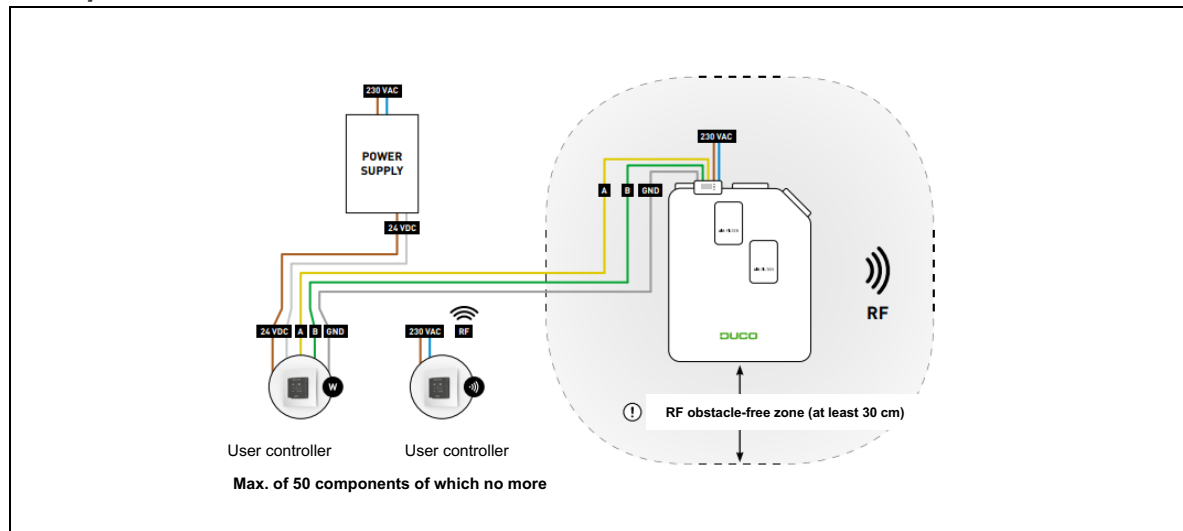 230 VAC
POWER
SUPPLY
24 VDC
230 VAC
A B GND
DUCO
RF
24 VDC A B GND
230 VAC RF
W
RF obstacle-free zone (at least 30 cm)
User controller User controller
Max. of 50 components of which no more